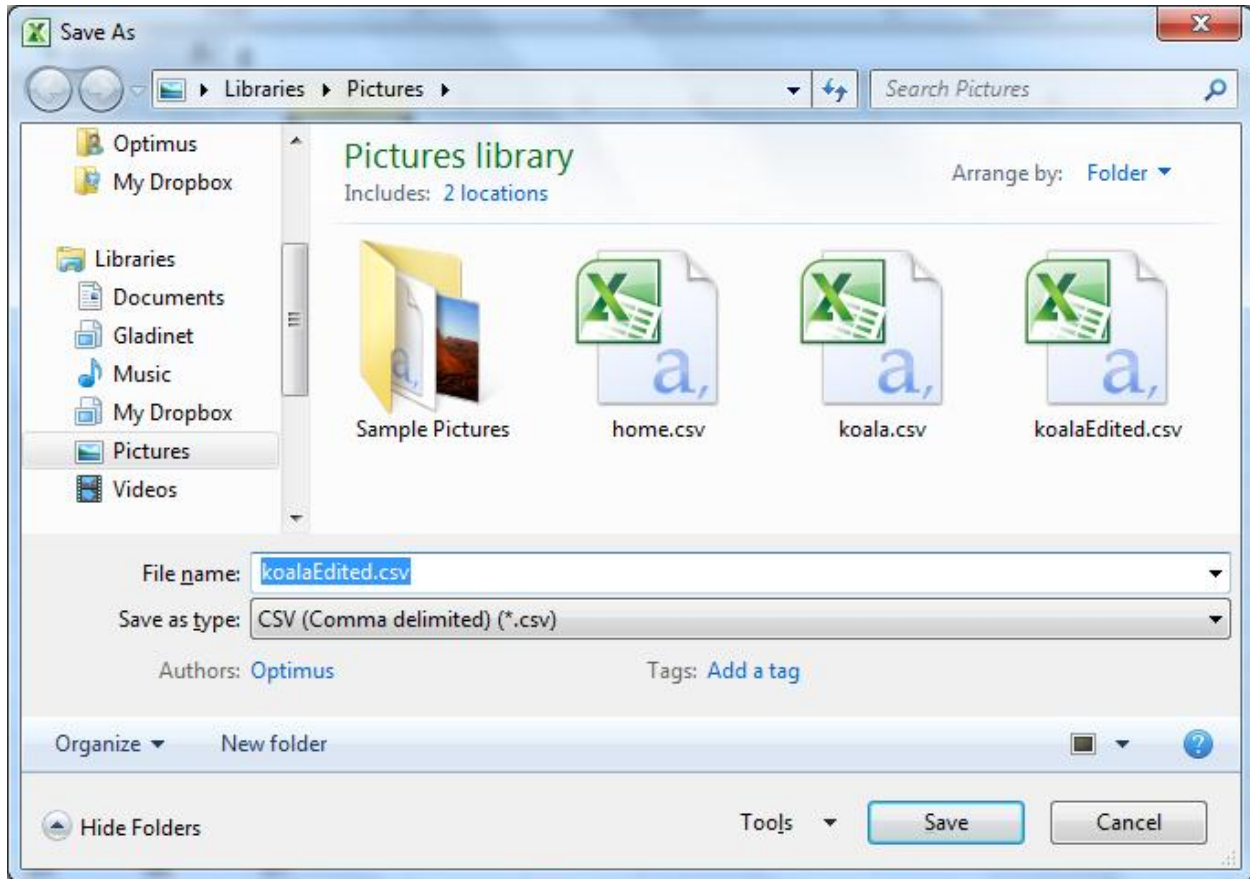 Save As
Libraries Pictures
Search Pictures
Optimus
My Dropbox
Libraries
Documents
Gladinet
Music
My Dropbox
Pictures
Videos
Pictures library
Includes: 2 locations
Arrange by: Folder
Sample Pictures
home.csv
koala.csv
koalaEdited.csv
File name: koalaEdited.csv
Save as type: CSV (Comma delimited) (*.csv)
Authors: Optimus
Tags: Add a tag
Organize
New folder
Hide Folders
Tools
Save
Cancel